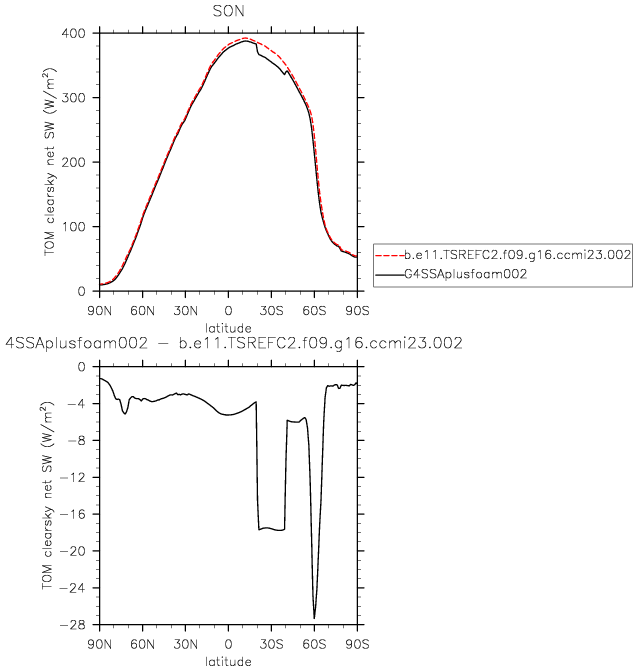 SON
TOM clearsky net SW (W/m²)
400
300
200
100
0
90N 60N 30N 0 30S 60S 90S
latitude
b.e11.TSREFC2.f09.g16.ccmi23.002
G4SSAplusfoam002
4SSAplusfoam002 − b.e11.TSREFC2.f09.g16.ccmi23.002
TOM clearsky net SW (W/m²)
0
−4
−8
−12
−16
−20
−24
−28
90N 60N 30N 0 30S 60S 90S
latitude